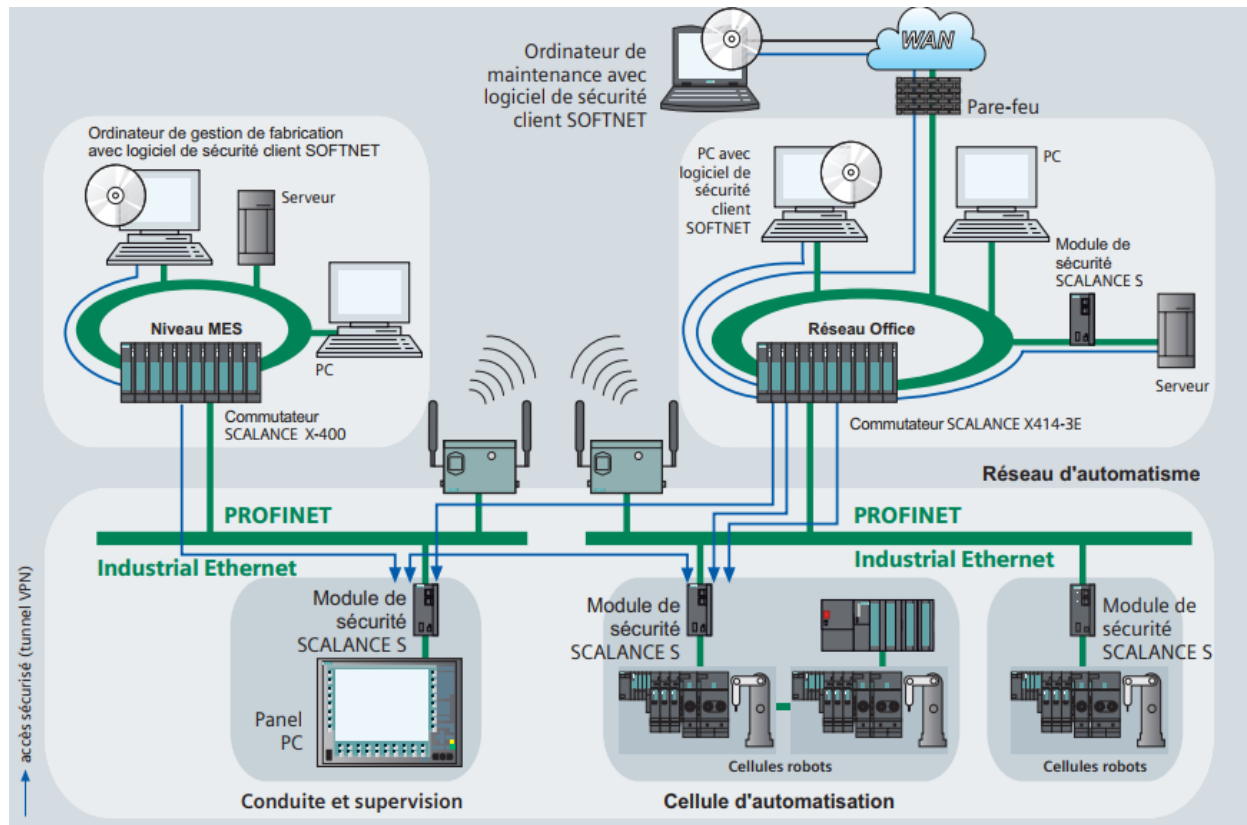 WAN
Ordinateur de
maintenance avec
logiciel de sécurité
client SOFTNET
Pare-feu
Ordinateur de gestion de fabrication
avec logiciel de sécurité client SOFTNET
Serveur
Niveau MES
PC
Commutateur
SCALANCE X-400
PC avec
logiciel de
sécurité
client
SOFTNET
PC
Module de
sécurité
SCALANCE S
Réseau Office
Serveur
Commutateur SCALANCE X414-3E
Réseau d'automatisme
PROFINET
Industrial Ethernet
PROFINET
Industrial Ethernet
Module de
sécurité
SCALANCE S
Panel
PC
Conduite et supervision
Module de
sécurité
SCALANCE S
Cellules robots
Cellule d'automatisation
Module de
sécurité
SCALANCE S
Cellules robots
accès sécurisé (tunnel VPN)